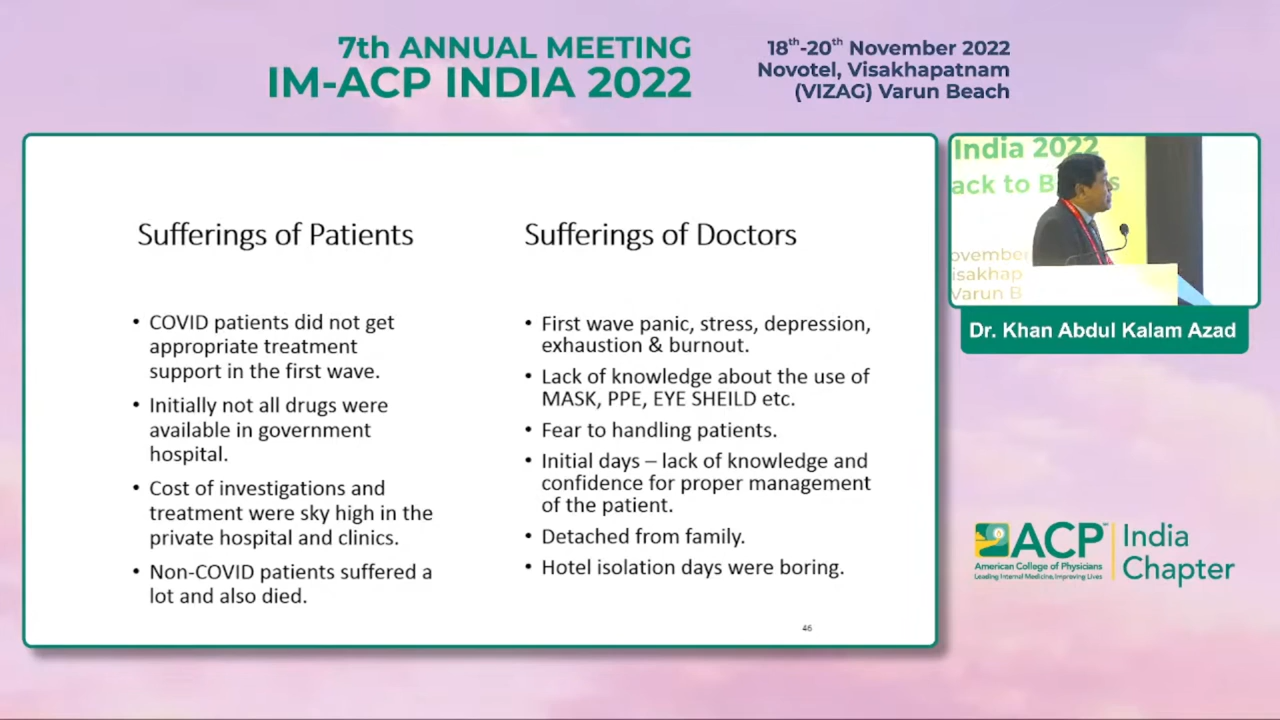 7th ANNUAL MEETING
IM-ACP INDIA 2022
18th-20th November 2022
Novotel, Visakhapatnam
(VIZAG) Varun Beach
Sufferings of Patients
• COVID patients did not get
appropriate treatment
support in the first wave.
• Initially not all drugs were
available in government
hospital.
• Cost of investigations and
treatment were sky high in the
private hospital and clinics.
• Non-COVID patients suffered a
lot and also died.
Sufferings of Doctors
• First wave panic, stress, depression,
exhaustion & burnout.
• Lack of knowledge about the use of
MASK, PPE, EYE SHEILD etc.
• Fear to handling patients.
• Initial days – lack of knowledge and
confidence for proper management
of the patient.
• Detached from family.
• Hotel isolation days were boring.
46
India 2022
ack to B s
ovember
isakhap
Varun B
Dr. Khan Abdul Kalam Azad
ACP
American College of Physicians
Leading Internal Medicine, Improving Lives
India
Chapter